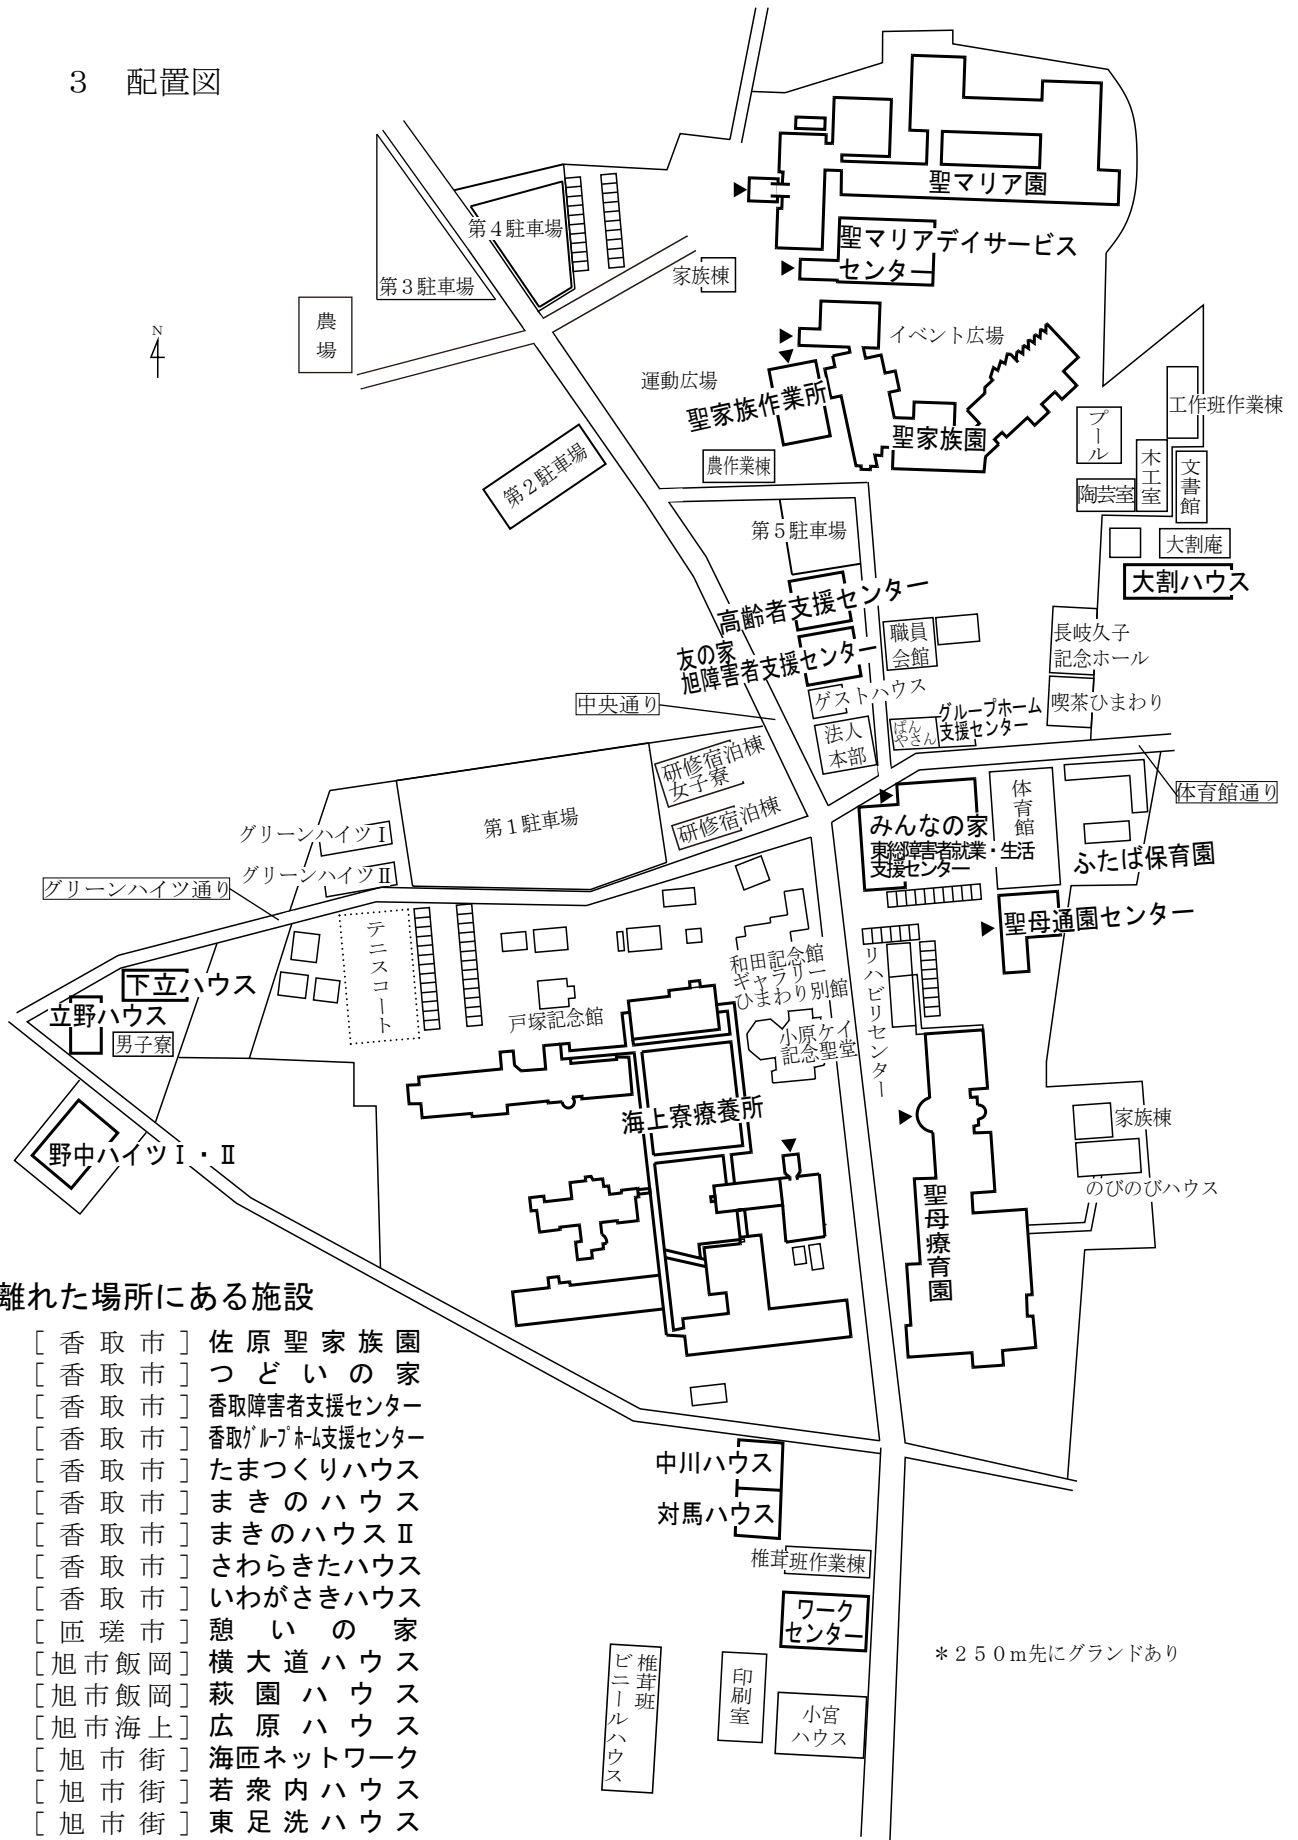 ３　配置図
聖マリア園
第４駐車場
聖マリアデイサービス
センター
家族棟
第３駐車場
農
場
N
イベント広場
運動広場
聖家族作業所
工作班作業棟
プール
聖家族園
木工室
文書館
農作業棟
第２駐車場
陶芸室
第５駐車場
大割庵
大割ハウス
高齢者支援センター
職員
会館
長岐久子
記念ホール
友の家
旭障害者支援センター
ゲストハウス
喫茶ひまわり
中央通り
グループホーム
支援センター
ぱん
やさん
法人
本部
研修宿泊棟
女子寮
体育館通り
体育館
第１駐車場
研修宿泊棟
グリーンハイツⅠ
みんなの家
東総障害者就業・生活
支援センター
ふたば保育園
グリーンハイツⅡ
グリーンハイツ通り
聖母通園センター
テニスコート
和田記念館
ギャラリー
ひまわり別館
リハビリセンター
下立ハウス
立野ハウス
男子寮
戸塚記念館
小原ケイ
記念聖堂
海上寮療養所
家族棟
野中ハイツⅠ・Ⅱ
のびのびハウス
聖母療育園
離れた場所にある施設
［香取市］佐原聖家族園
［香取市］つどいの家
［香取市］香取障害者支援センター
［香取市］香取ｸﾞﾙｰﾌﾟﾎｰﾑ支援センター
［香取市］たまつくりハウス
［香取市］まきのハウス
［香取市］まきのハウスⅡ
［香取市］さわらきたハウス
［香取市］いわがさきハウス
［匝瑳市］憩いの家
［旭市飯岡］横大道ハウス
［旭市飯岡］萩園ハウス
［旭市海上］広原ハウス
［旭市街］海匝ネットワーク
［旭市街］若衆内ハウス
［旭市街］東足洗ハウス
中川ハウス
対馬ハウス
椎茸班作業棟
ワーク
センター
＊２５０m先にグランドあり
椎茸班
ビニールハウス
印刷室
小宮
ハウス